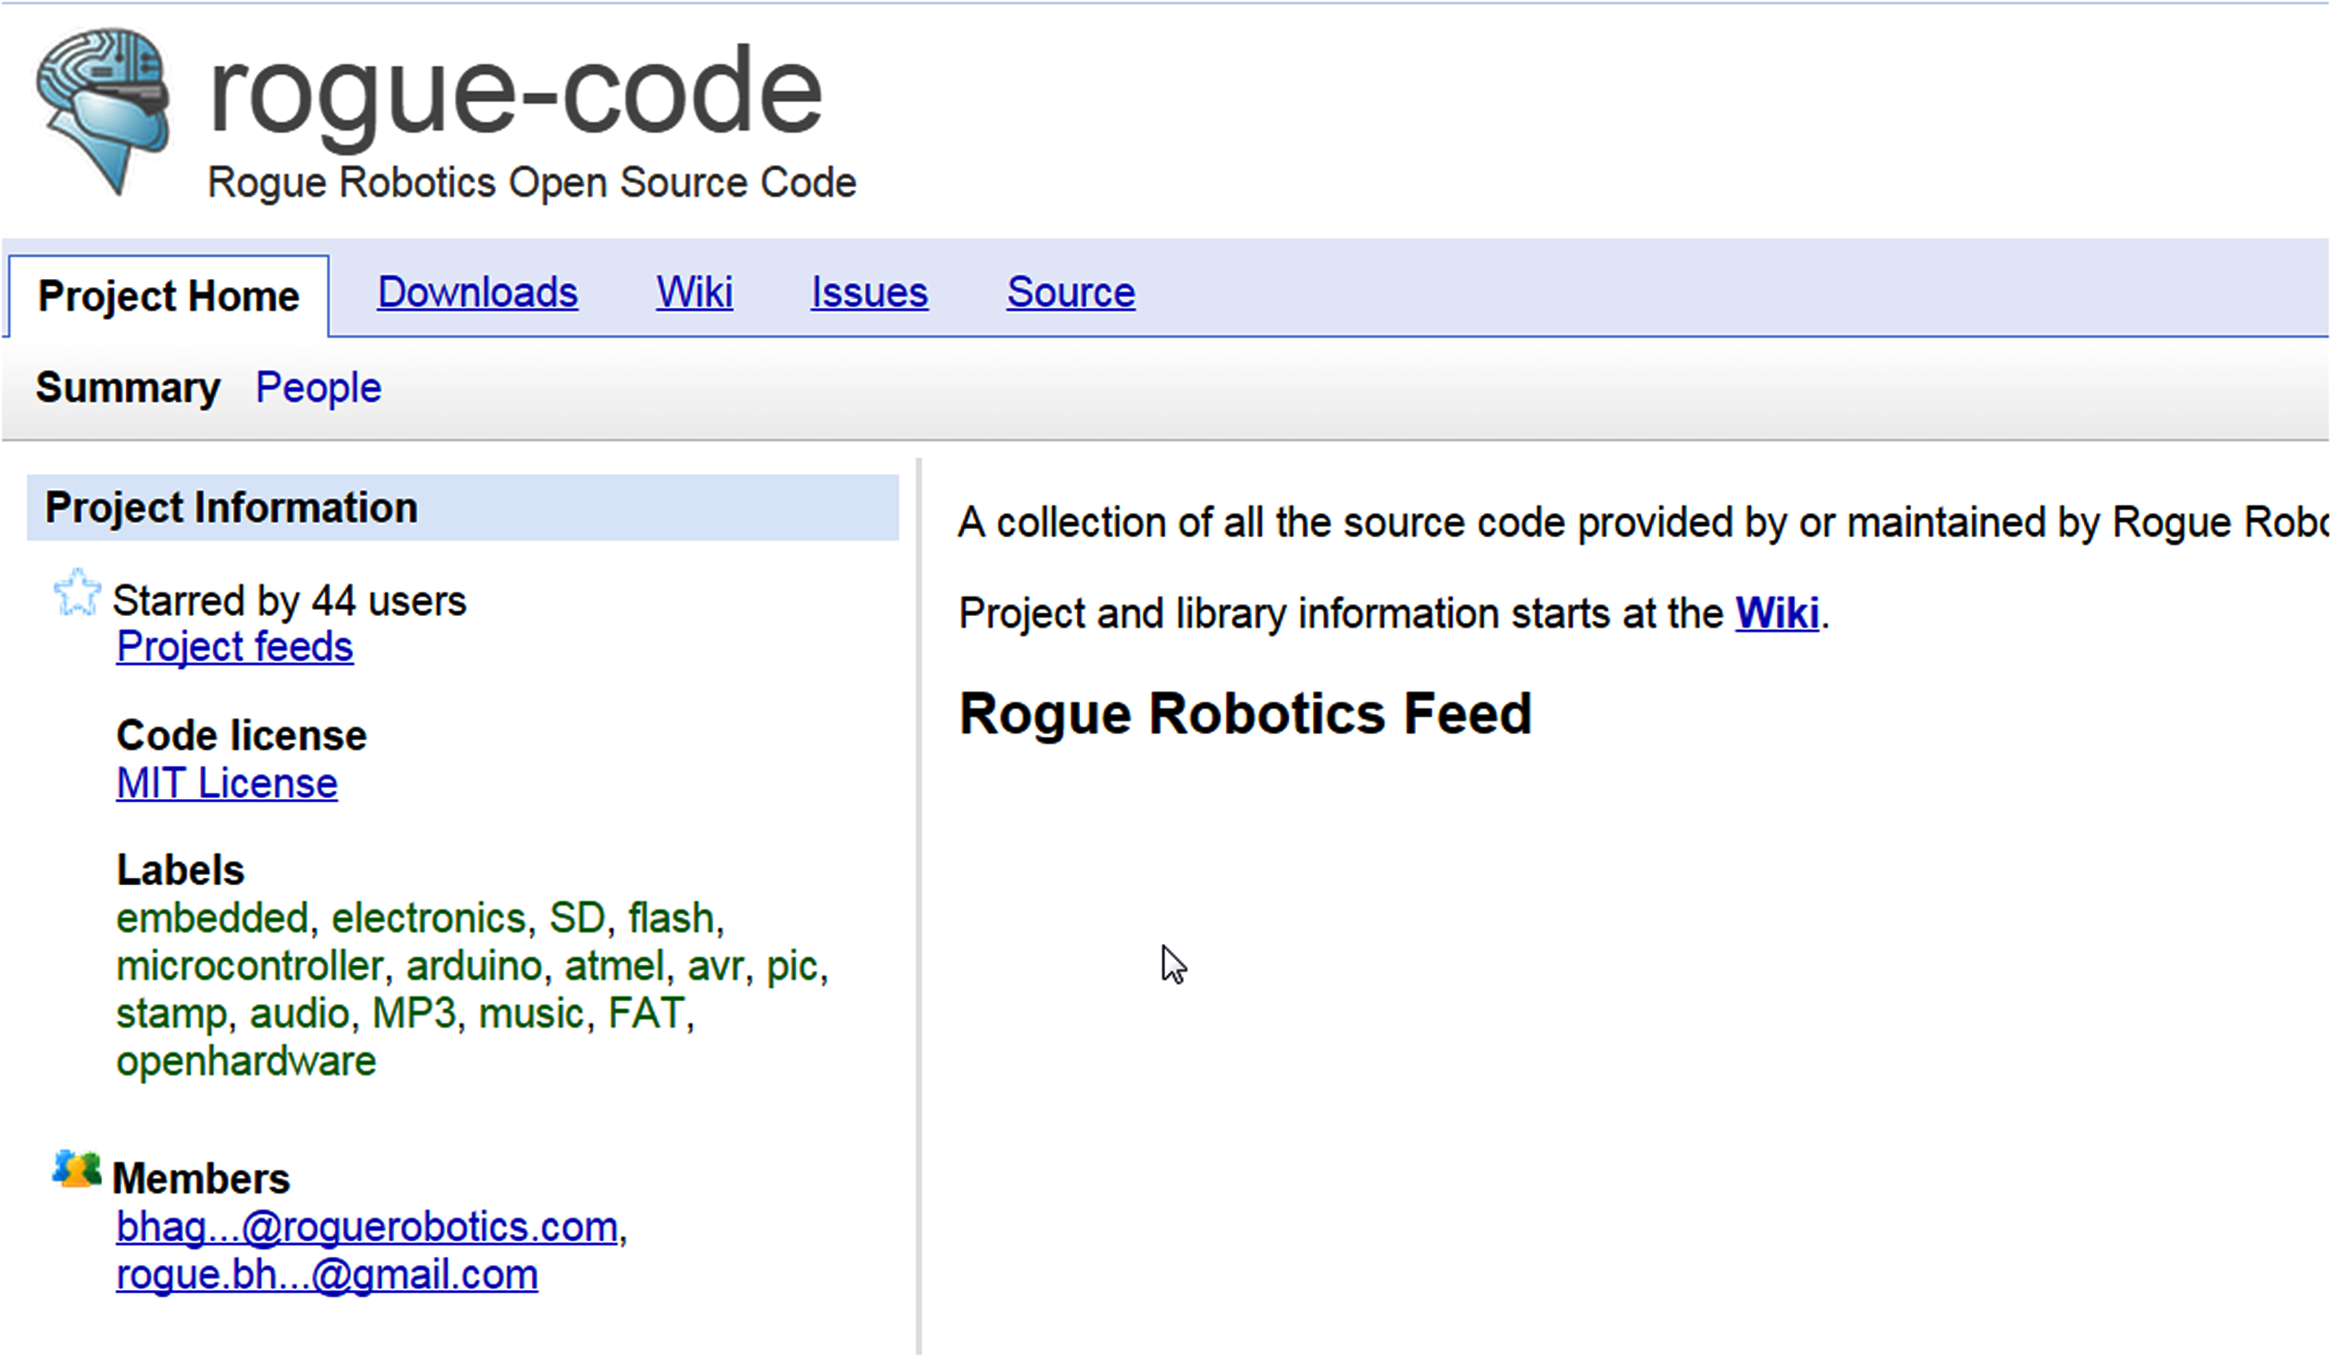 rogue-code
Rogue Robotics Open Source Code
Project Home Downloads Wiki Issues Source
Summary People
Project Information
Starred by 44 users
Project feeds
Code license
MIT License
Labels
embedded, electronics, SD, flash,
microcontroller, arduino, atmel, avr, pic,
stamp, audio, MP3, music, FAT,
openhardware
Members
bhag...@roguerobotics.com,
rogue.bh...@gmail.com
A collection of all the source code provided by or maintained by Rogue
Project and library information starts at the Wiki.
Rogue Robotics Feed